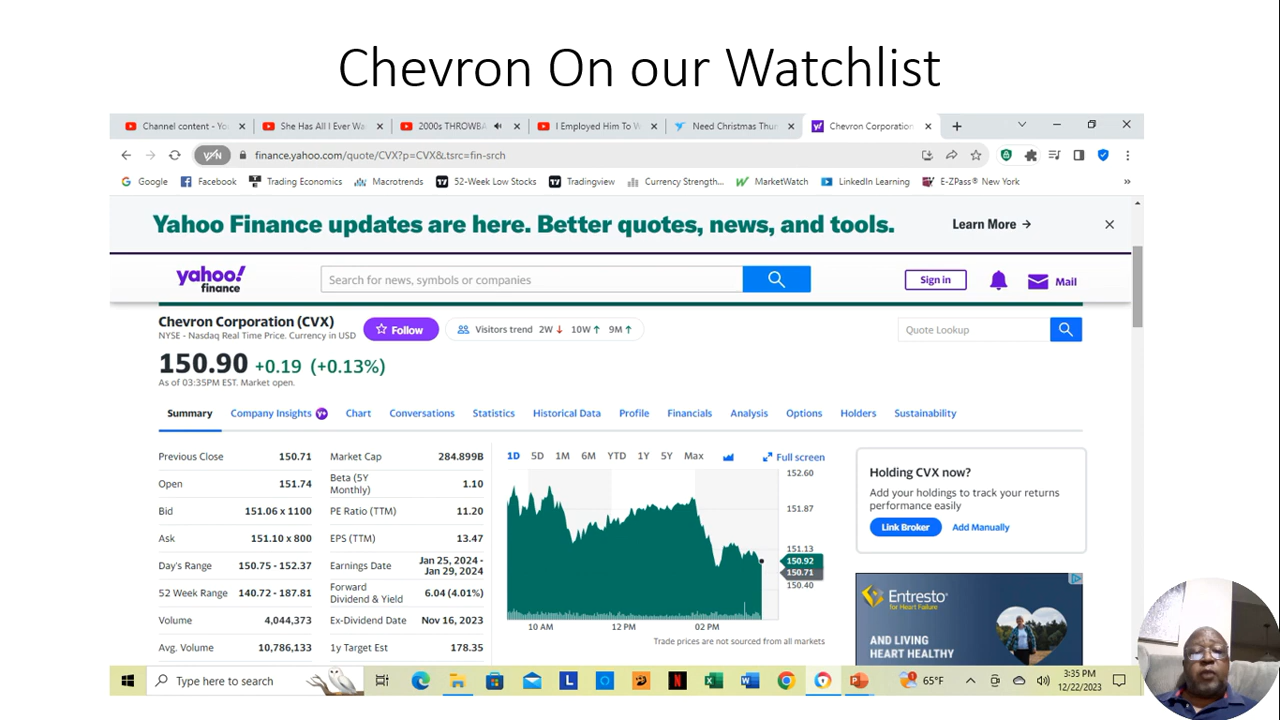 Chevron On our Watchlist
Channel content - Yo
She Has All I Ever Wa
2000s THROWBA
I Employed Him To W
Need Christmas Thur
Chevron Corporation
VPN
finance.yahoo.com/quote/CVX?p=CVX&.tsrc=fin-srch
Google Facebook Trading Economics Macrotrends 52-Week Low Stocks Tradingview Currency Strength... MarketWatch LinkedIn Learning E-ZPass® New York »
Yahoo Finance updates are here. Better quotes, news, and tools. Learn More →
yahoo! finance
Search for news, symbols or companies
Sign in
Mail
Chevron Corporation (CVX)
NYSE - Nasdaq Real Time Price. Currency in USD
Follow
Visitors trend 2W↓ 10W↑ 9M↑
Quote Lookup
150.90 +0.19 (+0.13%)
As of 03:35PM EST. Market open.
Summary Company Insights Y+ Chart Conversations Statistics Historical Data Profile Financials Analysis Options Holders Sustainability
Previous Close 150.71
Open 151.74
Bid 151.06 x 1100
Ask 151.10 x 800
Day's Range 150.75 - 152.37
52 Week Range 140.72 - 187.81
Volume 4,044,373
Avg. Volume 10,786,133
Market Cap 284.899B
Beta (5Y Monthly) 1.10
PE Ratio (TTM) 11.20
EPS (TTM) 13.47
Earnings Date Jan 25, 2024 - Jan 29, 2024
Forward Dividend & Yield 6.04 (4.01%)
Ex-Dividend Date Nov 16, 2023
1y Target Est 178.35
1D 5D 1M 6M YTD 1Y 5Y Max
Full screen
152.60
151.87
151.13
150.92
150.71
150.40
10 AM 12 PM 02 PM
Trade prices are not sourced from all markets
Holding CVX now?
Add your holdings to track your returns
performance easily
Link Broker Add Manually
Entresto
for Heart Failure
AND LIVING
HEART HEALTHY
Type here to search
65°F
3:35 PM
12/22/2023